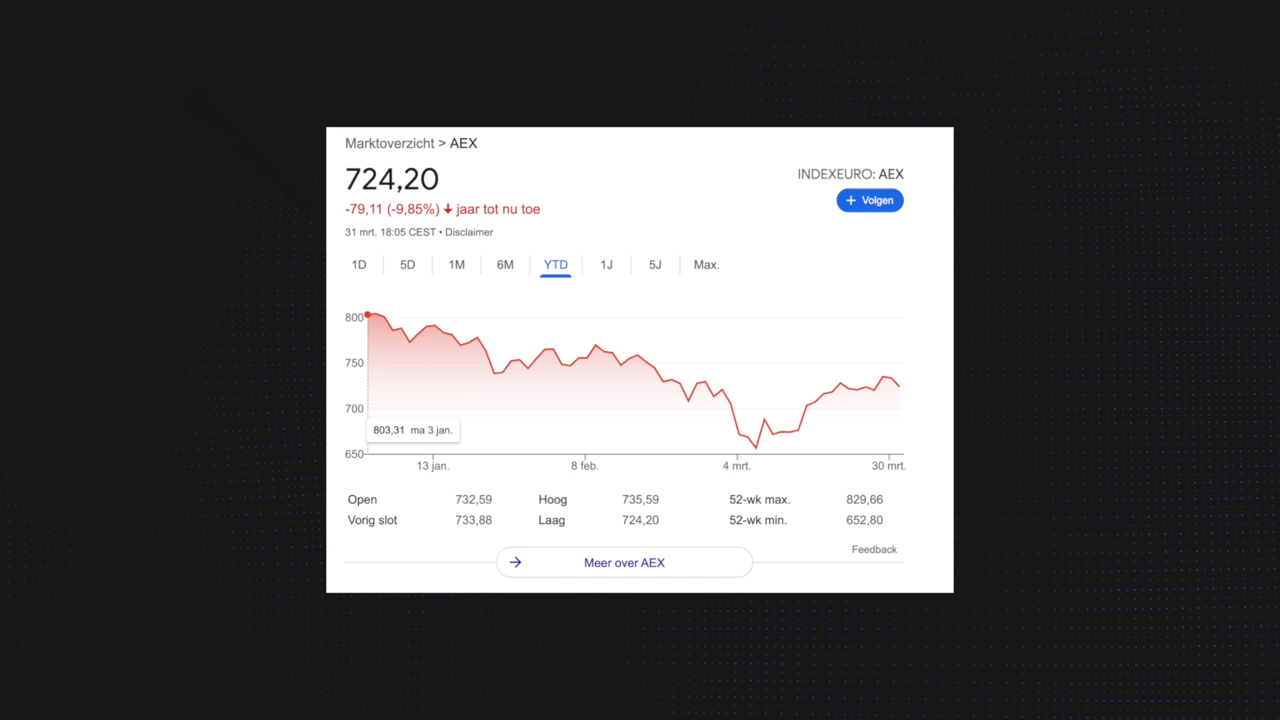 Marktoverzicht > AEX
724,20
INDEXEURO: AEX
+ Volgen
-79,11 (-9,85%) ↓ jaar tot nu toe
31 mrt. 18:05 CEST • Disclaimer
1D 5D 1M 6M YTD 1J 5J Max.
800
750
700
803,31 ma 3 jan.
650
13 jan. 8 feb. 4 mrt. 30 mrt.
Open 732,59 Hoog 735,59 52-wk max. 829,66
Vorig slot 733,88 Laag 724,20 52-wk min. 652,80
Feedback
→ Meer over AEX